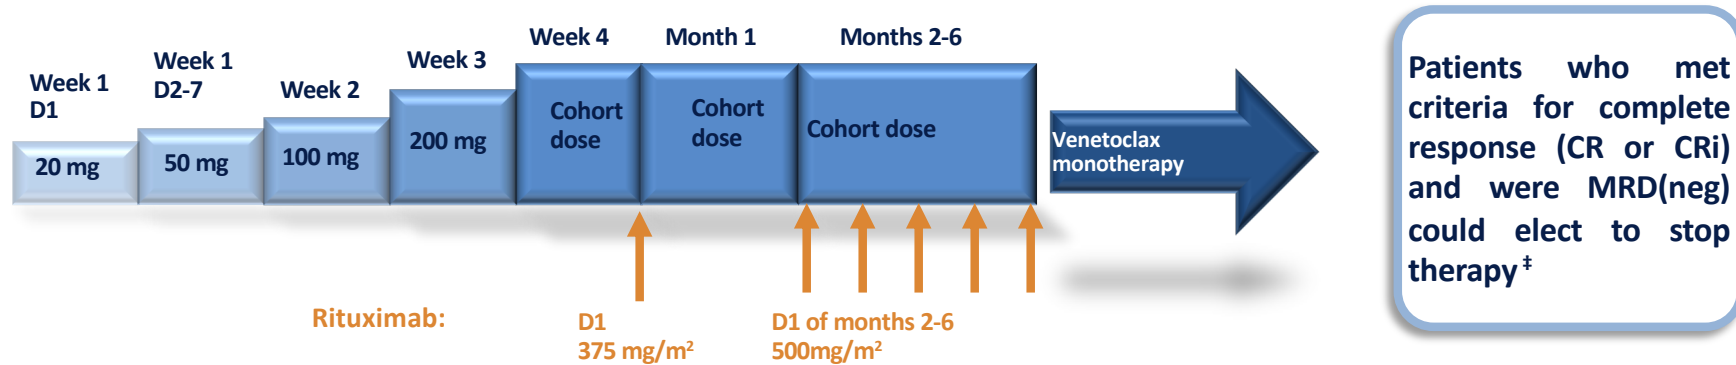 Week 1
D1
Week 1
D2-7
Week 2
Week 3
Week 4
Month 1
Months 2-6
20 mg
50 mg
100 mg
200 mg
Cohort
dose
Cohort
dose
Cohort dose
Venetoclax
monotherapy
Rituximab:
D1
375 mg/m²
D1 of months 2-6
500mg/m²
Patients who met
criteria for complete
response (CR or CRi)
and were MRD(neg)
could elect to stop
therapy‡